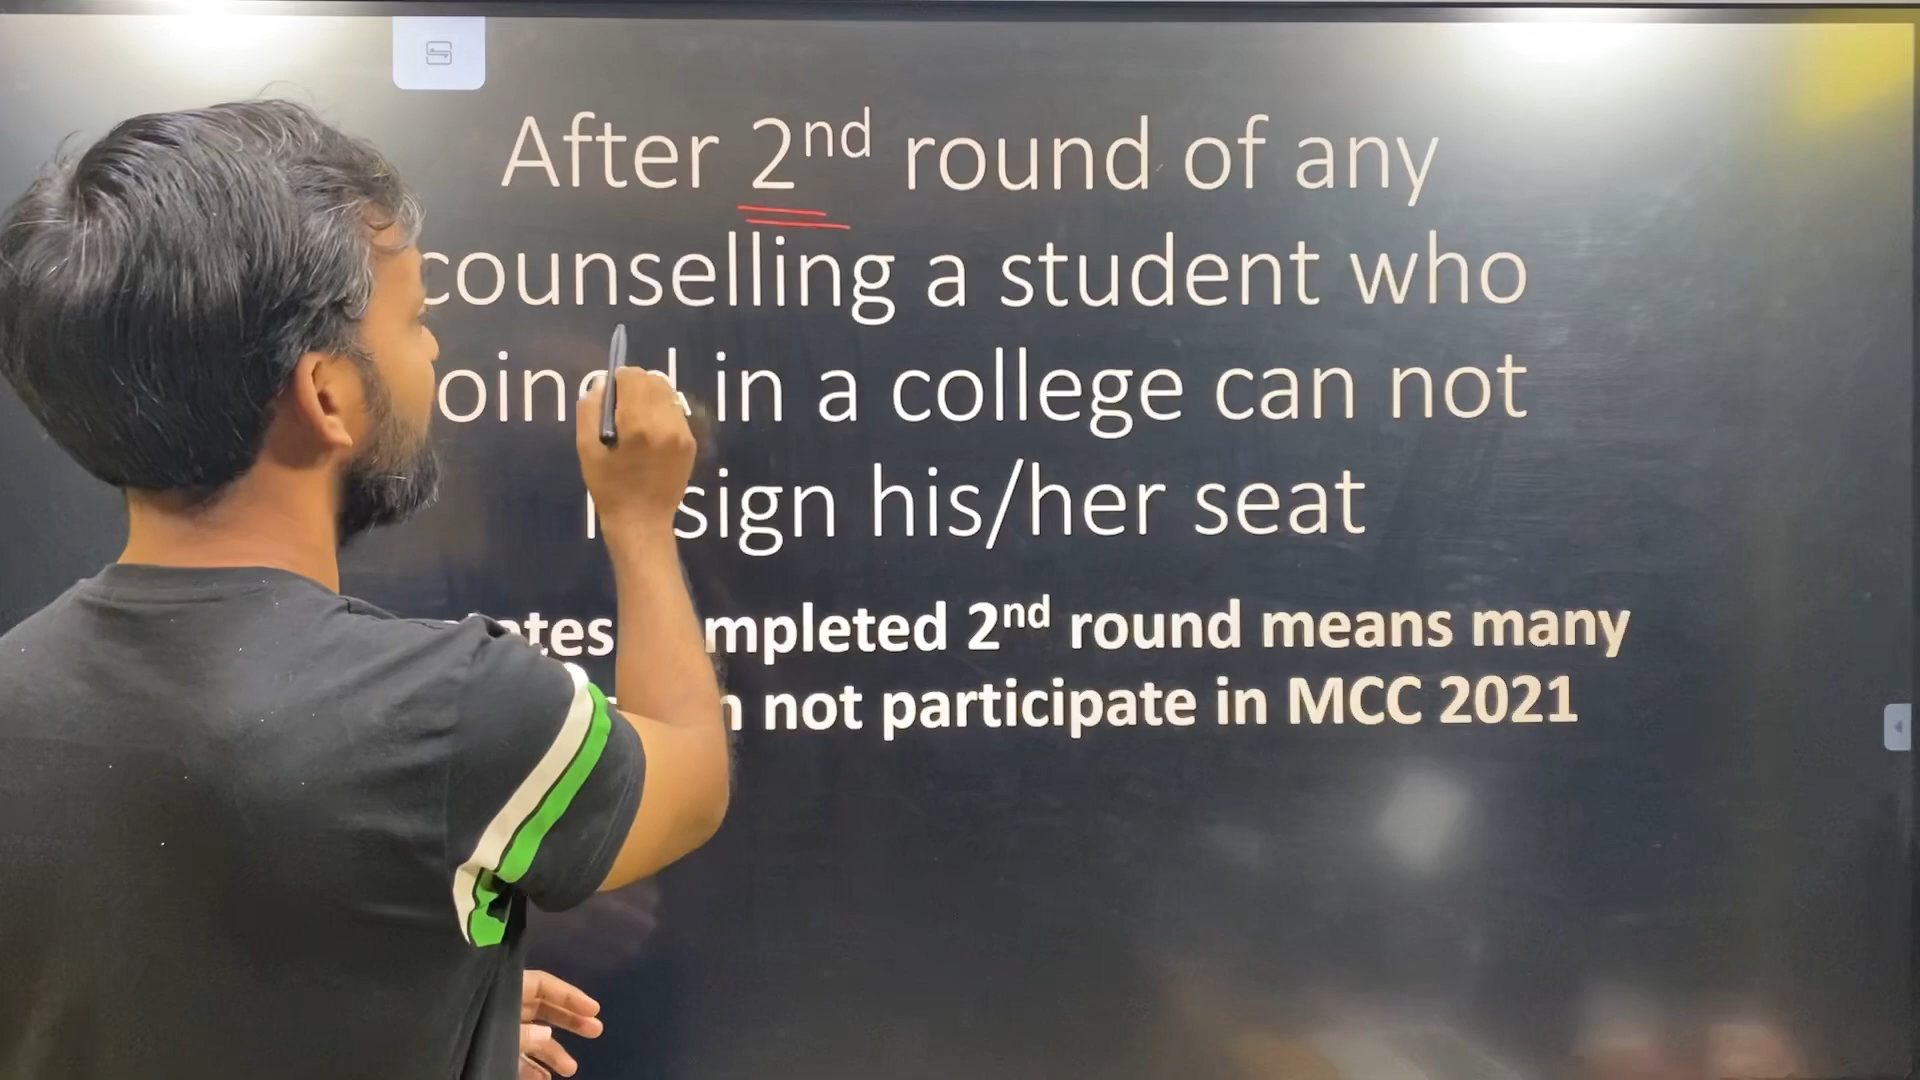 After 2nd round of any
counselling a student who
in a college can not
his/her seat
2nd round means many
not participate in MCC 2021